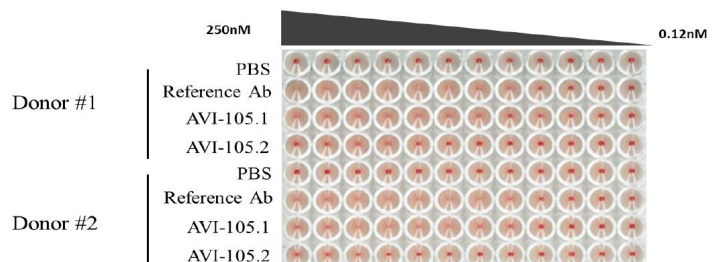 250nM
0.12nM
Donor #1
PBS
Reference Ab
AVI-105.1
AVI-105.2
Donor #2
PBS
Reference Ab
AVI-105.1
AVI-105.2